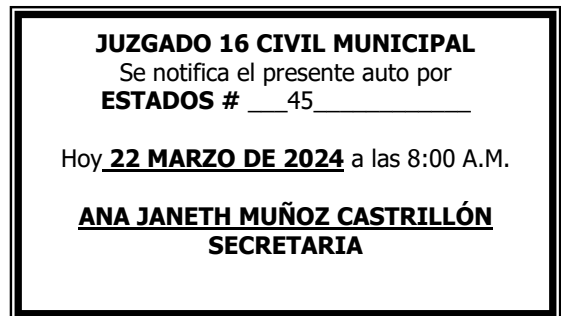 JUZGADO 16 CIVIL MUNICIPAL
Se notifica el presente auto por
ESTADOS # ___45____________
Hoy 22 MARZO DE 2024 a las 8:00 A.M.
ANA JANETH MUÑOZ CASTRILLÓN
SECRETARIA